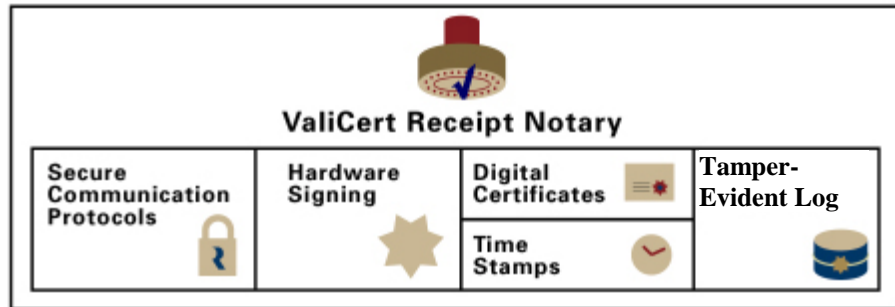 ValiCert Receipt Notary
Secure
Communication
Protocols
Hardware
Signing
Digital
Certificates
Time
Stamps
Tamper-
Evident Log